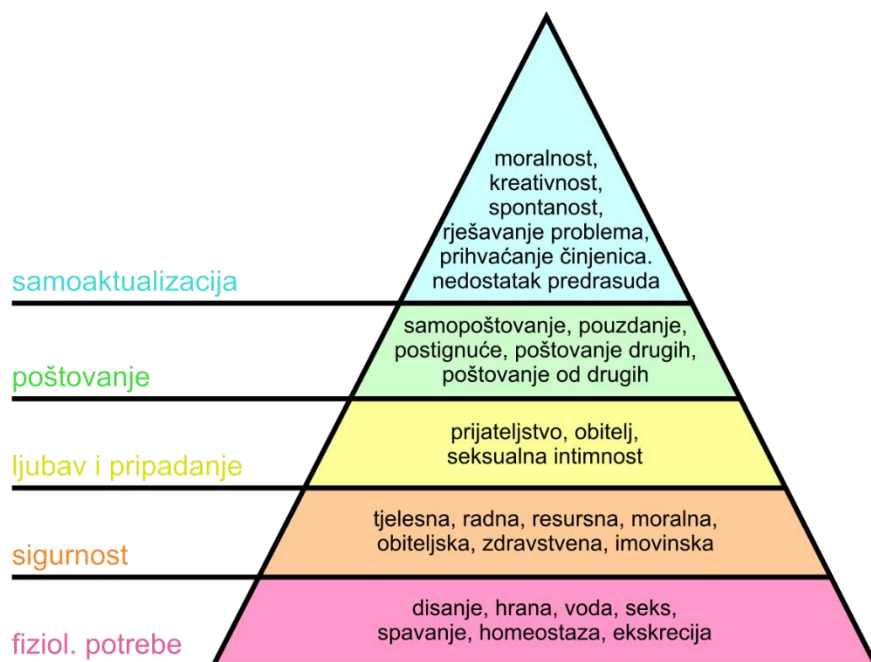 moralnost,
kreativnost,
spontanost,
rješavanje problema,
prihvaćanje činjenica.
nedostatak predrasuda
samoaktualizacija
samopoštovanje, pouzdanje,
postignuće, poštovanje drugih,
poštovanje od drugih
poštovanje
prijateljstvo, obitelj,
seksualna intimnost
ljubav i pripadanje
tjelesna, radna, resursna, moralna,
obiteljska, zdravstvena, imovinska
sigurnost
disanje, hrana, voda, seks,
spavanje, homeostaza, ekskrecija
fiziol. potrebe